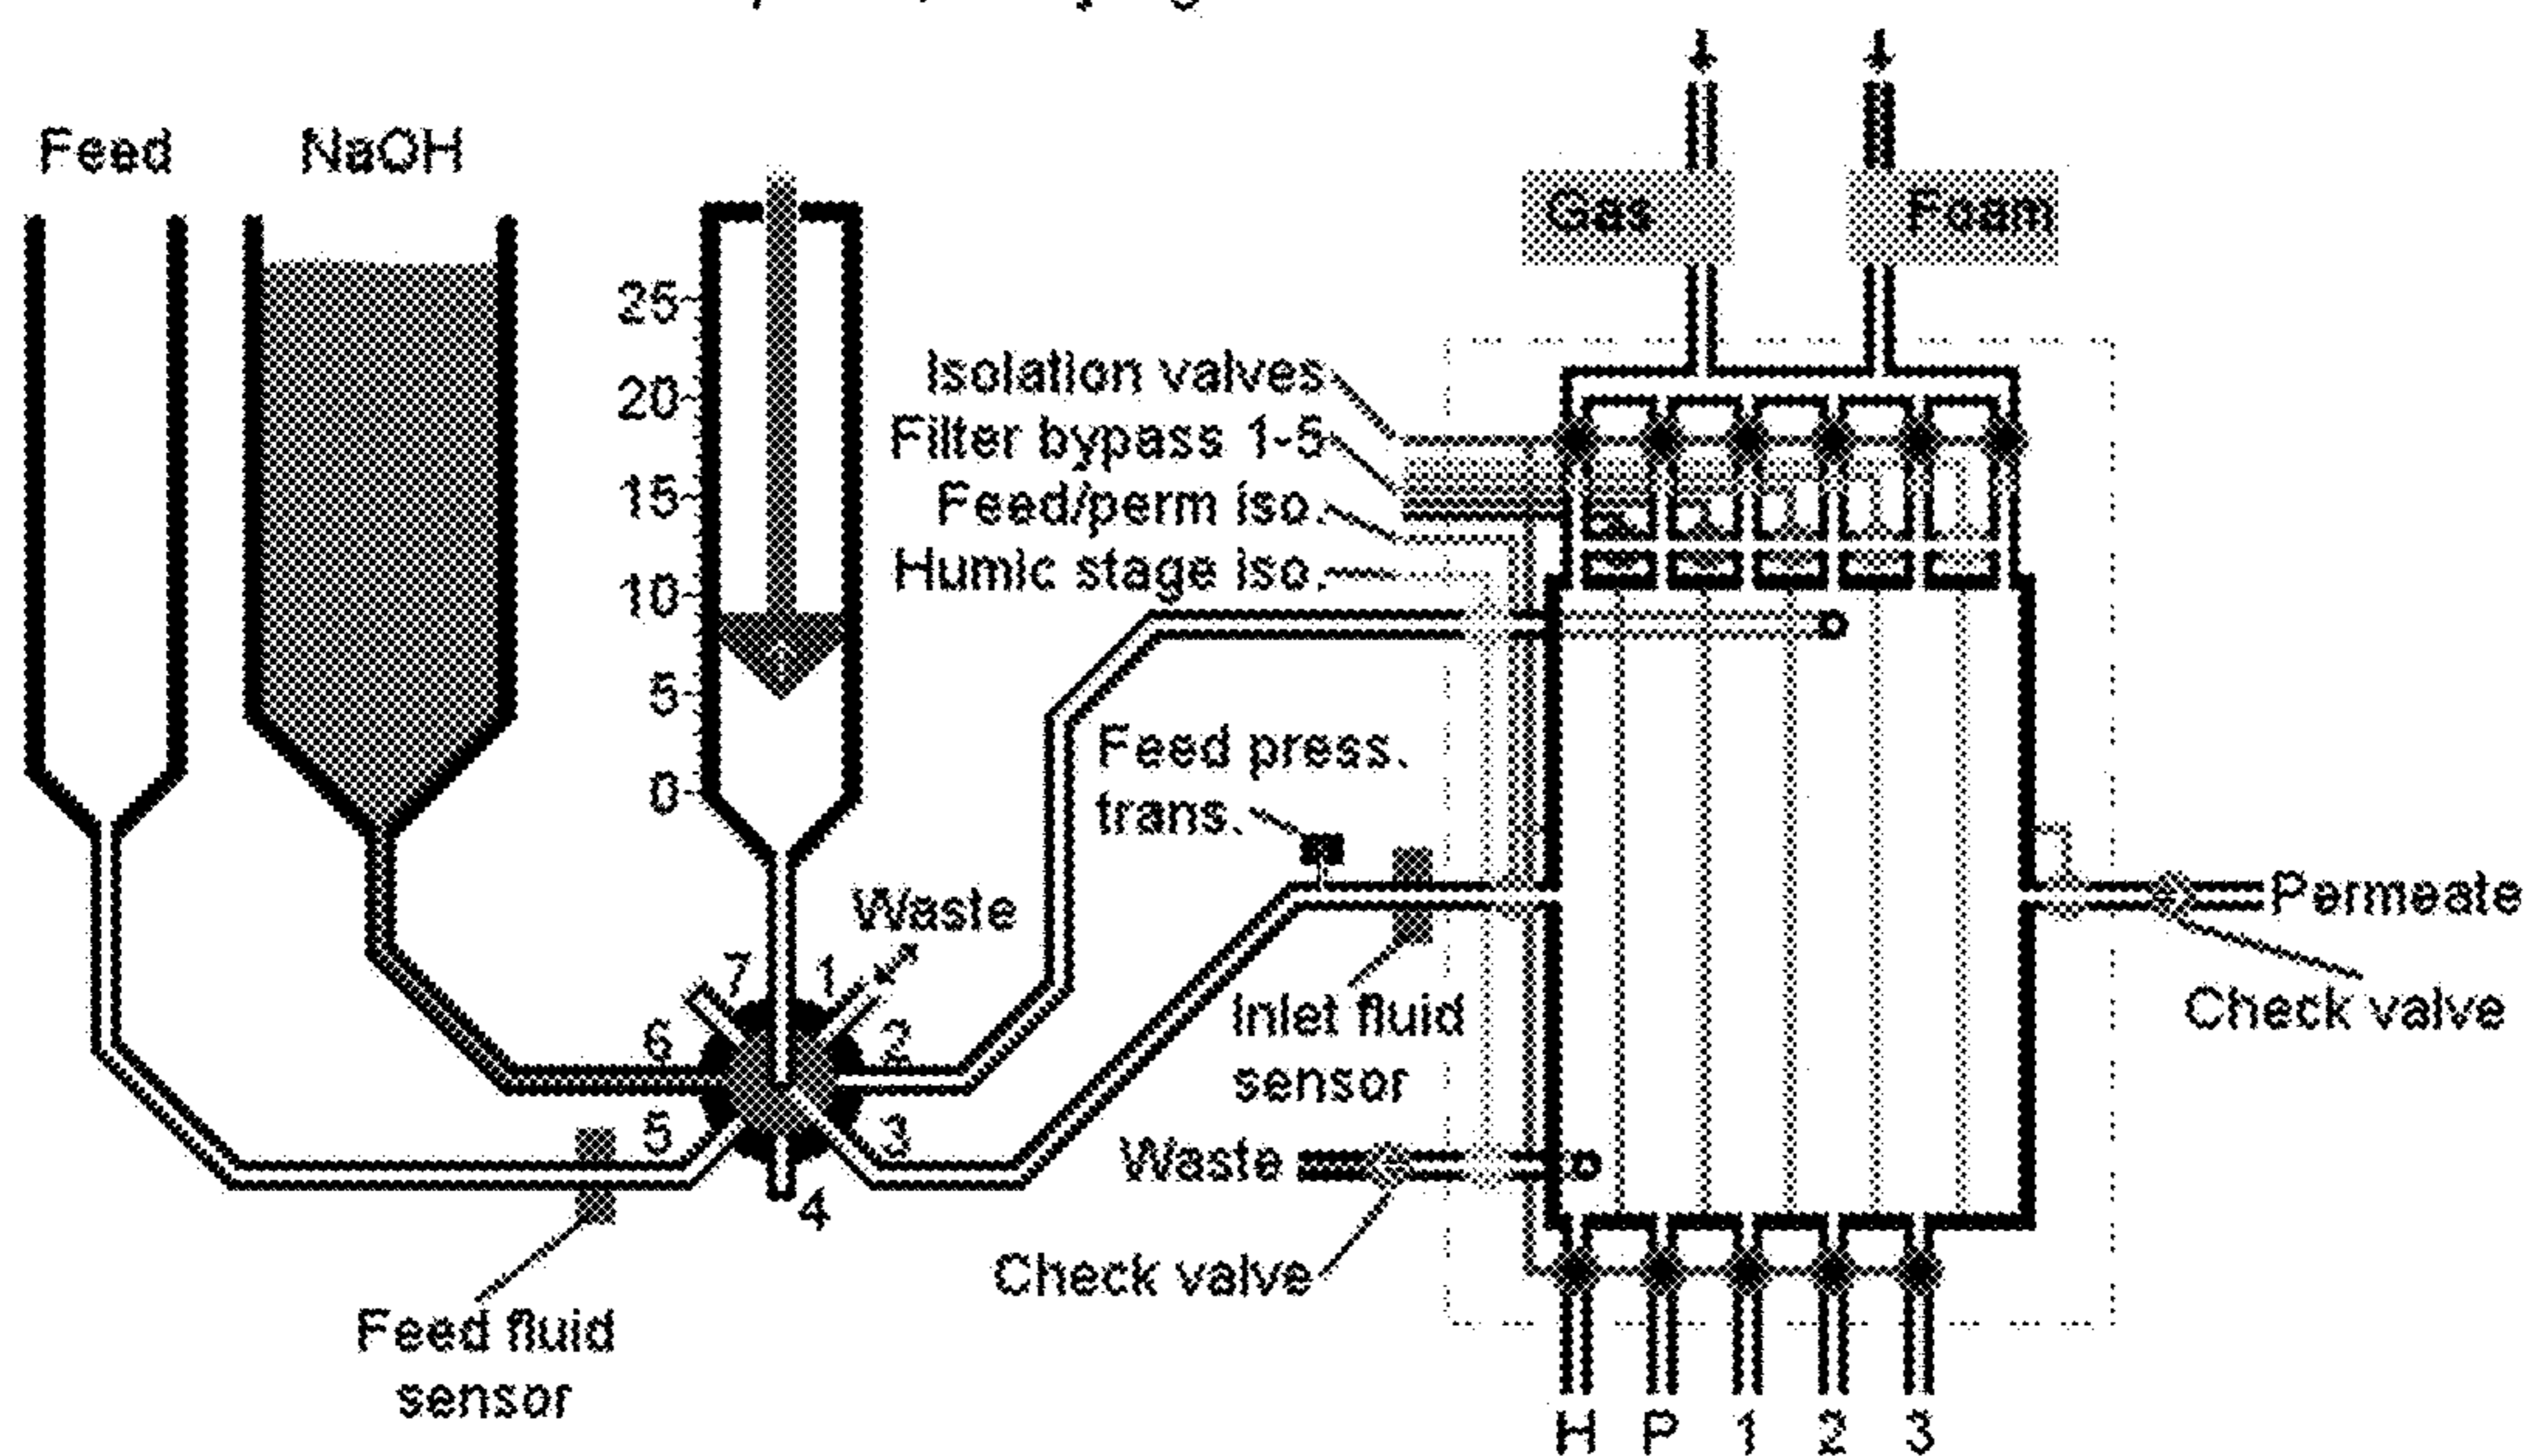 Feed
NaOH
Gas
Foam
25
20
15
10
5
0
Isolation valves
Filter bypass 1-5
Feed/perm iso.
Humic stage iso.
Feed press.
trans.
Waste
Permeate
Check valve
7
1
6
2
5
3
4
Inlet fluid
sensor
Waste
Check valve
Feed fluid
sensor
H P 1 2 3